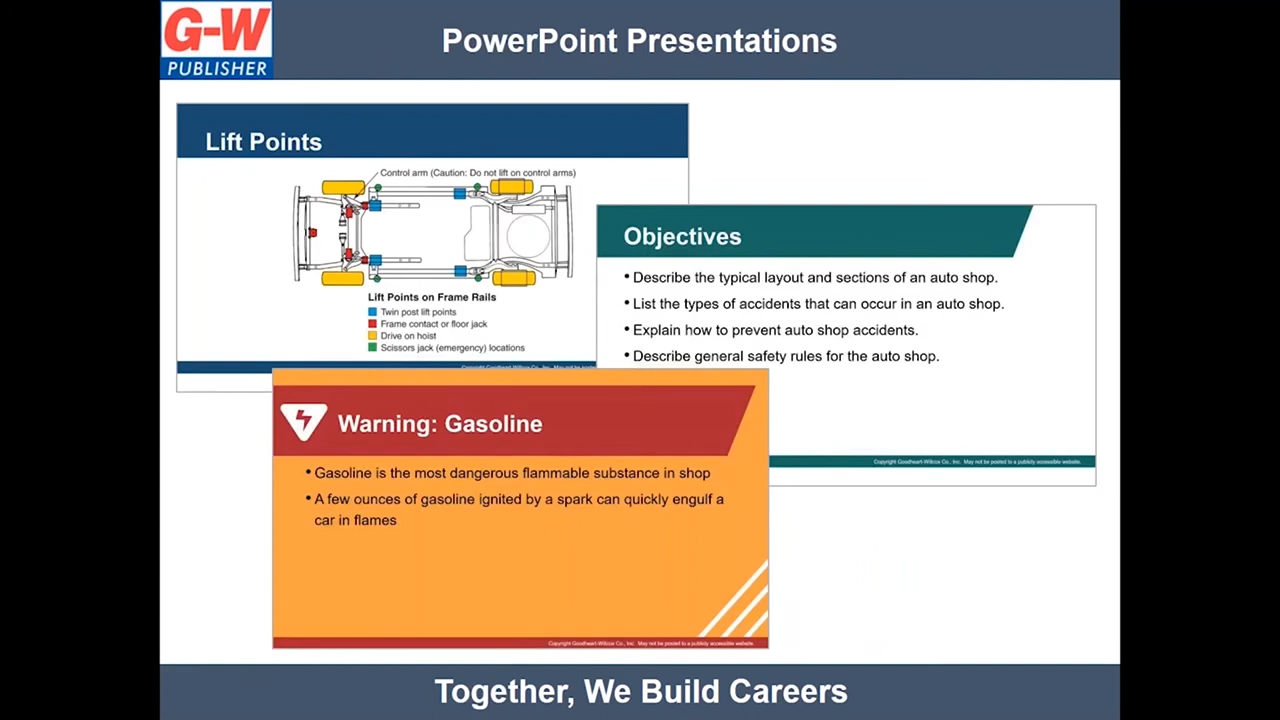 G-W
PUBLISHER
PowerPoint Presentations
Lift Points
Control arm (Caution: Do not lift on control arms)
Lift Points on Frame Rails
Twin post lift points
Frame contact or floor jack
Drive on hoist
Scissors jack (emergency) locations
Objectives
• Describe the typical layout and sections of an auto shop.
• List the types of accidents that can occur in an auto shop.
• Explain how to prevent auto shop accidents.
• Describe general safety rules for the auto shop.
Copyright Goodheart-Willcox Co., Inc. May not be posted to a publicly accessible website.
Warning: Gasoline
• Gasoline is the most dangerous flammable substance in shop
• A few ounces of gasoline ignited by a spark can quickly engulf a
car in flames
Copyright Goodheart-Willcox Co., Inc. May not be posted to a publicly accessible website.
Together, We Build Careers